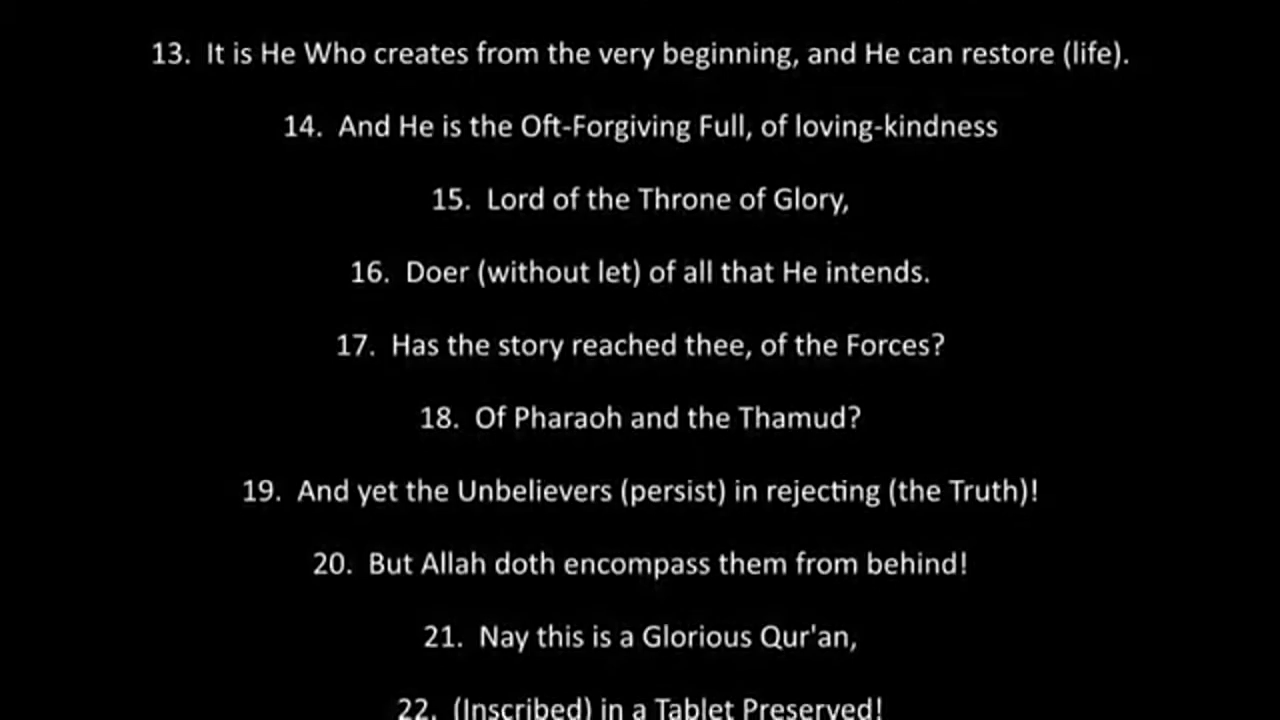 13. It is He Who creates from the very beginning, and He can restore (life).
14. And He is the Oft-Forgiving Full, of loving-kindness
15. Lord of the Throne of Glory,
16. Doer (without let) of all that He intends.
17. Has the story reached thee, of the Forces?
18. Of Pharaoh and the Thamud?
19. And yet the Unbelievers (persist) in rejecting (the Truth)!
20. But Allah doth encompass them from behind!
21. Nay this is a Glorious Qur'an,
22. (Inscribed) in a Tablet Preserved!